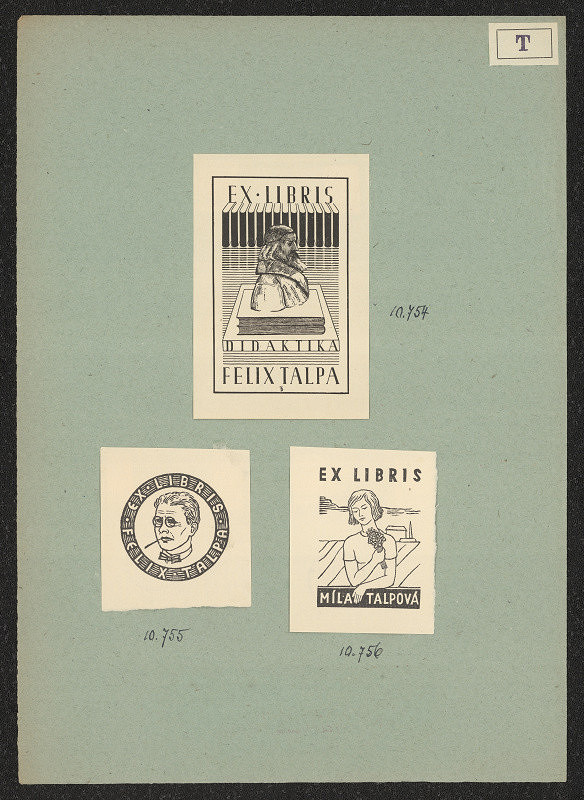 T
EX·LIBRIS
DIDAKTIKA
FELIX TALPA
10.754
EX·LIBRIS·
FELIX·TALPA
10.755
EX LIBRIS
MÍLA TALPOVÁ
10.756